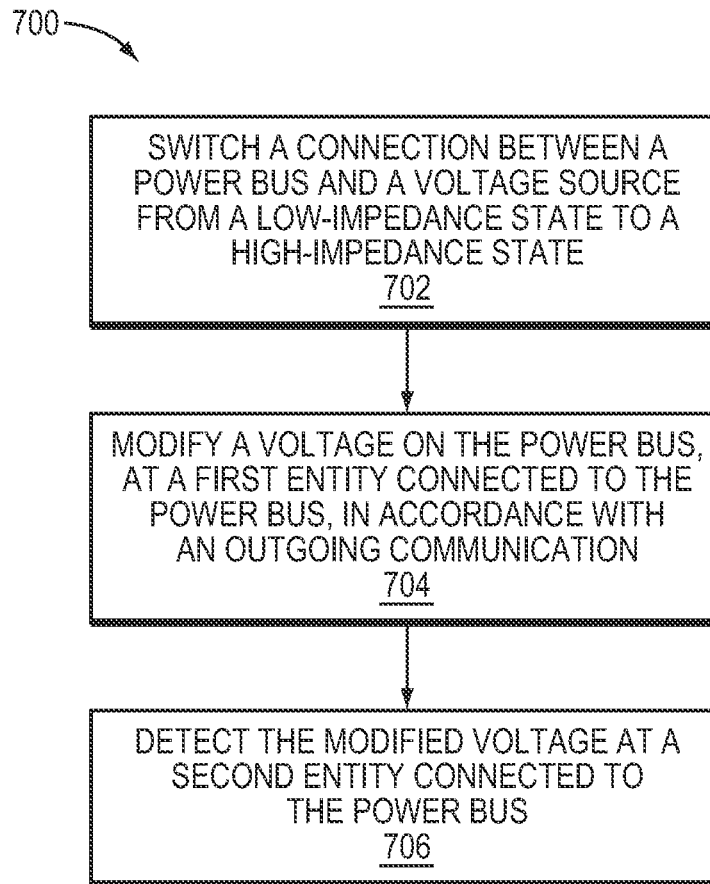 700
SWITCH A CONNECTION BETWEEN A
POWER BUS AND A VOLTAGE SOURCE
FROM A LOW-IMPEDANCE STATE TO A
HIGH-IMPEDANCE STATE
702
MODIFY A VOLTAGE ON THE POWER BUS,
AT A FIRST ENTITY CONNECTED TO THE
POWER BUS, IN ACCORDANCE WITH
AN OUTGOING COMMUNICATION
704
DETECT THE MODIFIED VOLTAGE AT A
SECOND ENTITY CONNECTED TO
THE POWER BUS
706